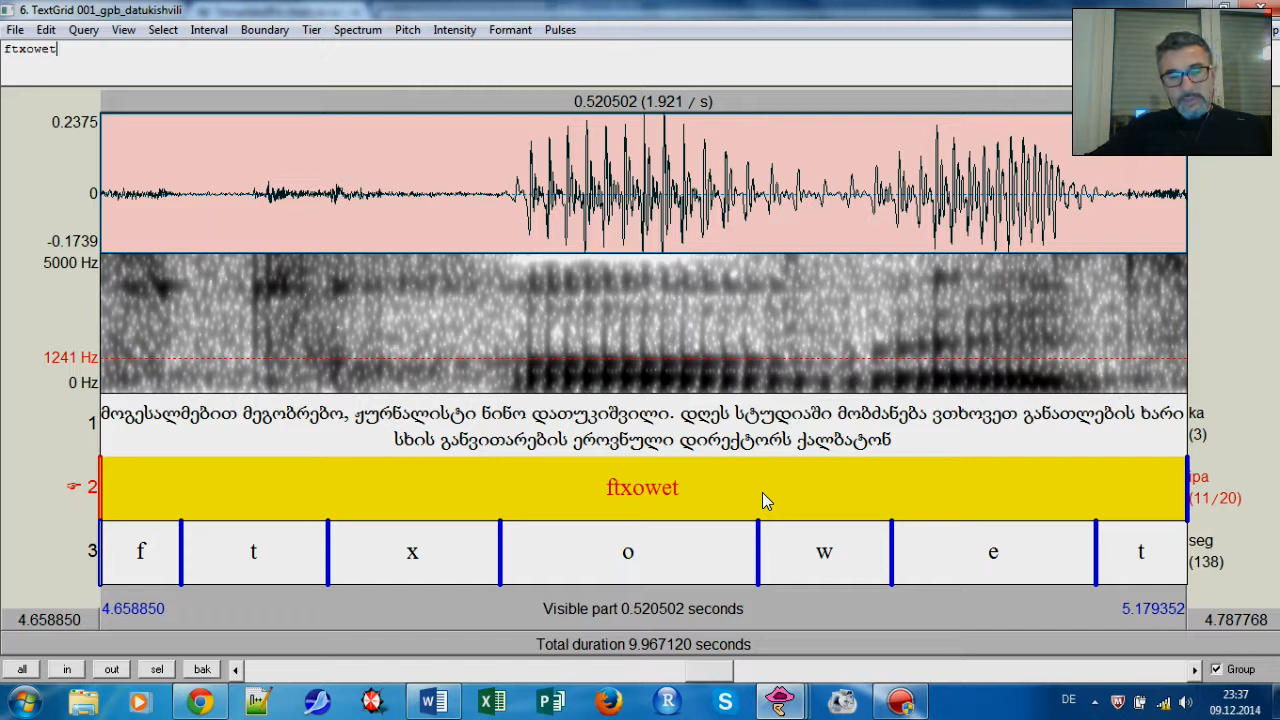 6. TextGrid 001_gpb_datukishvili
File Edit Query View Select Interval Boundary Tier Spectrum Pitch Intensity Formant Pulses
ftxowet
0.520502 (1.921 / s)
0.2375
0
-0.1739
5000 Hz
1241 Hz
0 Hz
1 მოგესალმებით მეგობრებო, ჟურნალისტი ნინო დათუკიშვილი. დღეს სტუდიაში მობძანება ვთხოვეთ განათლების ხარი ka
სხის განვითარების ეროვნული დირექტორს ქალბატონ (3)
2 ftxowet ipa
(11/20)
3 f t x o w e t seg
(138)
4.658850 Visible part 0.520502 seconds 5.179352
4.658850 4.787768
Total duration 9.967120 seconds
all in out sel bak Group
DE 23:37
09.12.2014